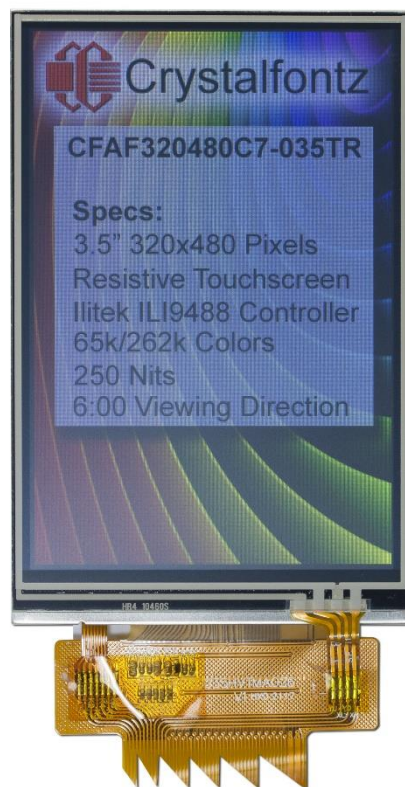 Crystalfontz
CFAF320480C7-035TR
Specs:
3.5” 320x480 Pixels
Resistive Touchscreen
Ilitek ILI9488 Controller
65k/262k Colors
250 Nits
6:00 Viewing Direction